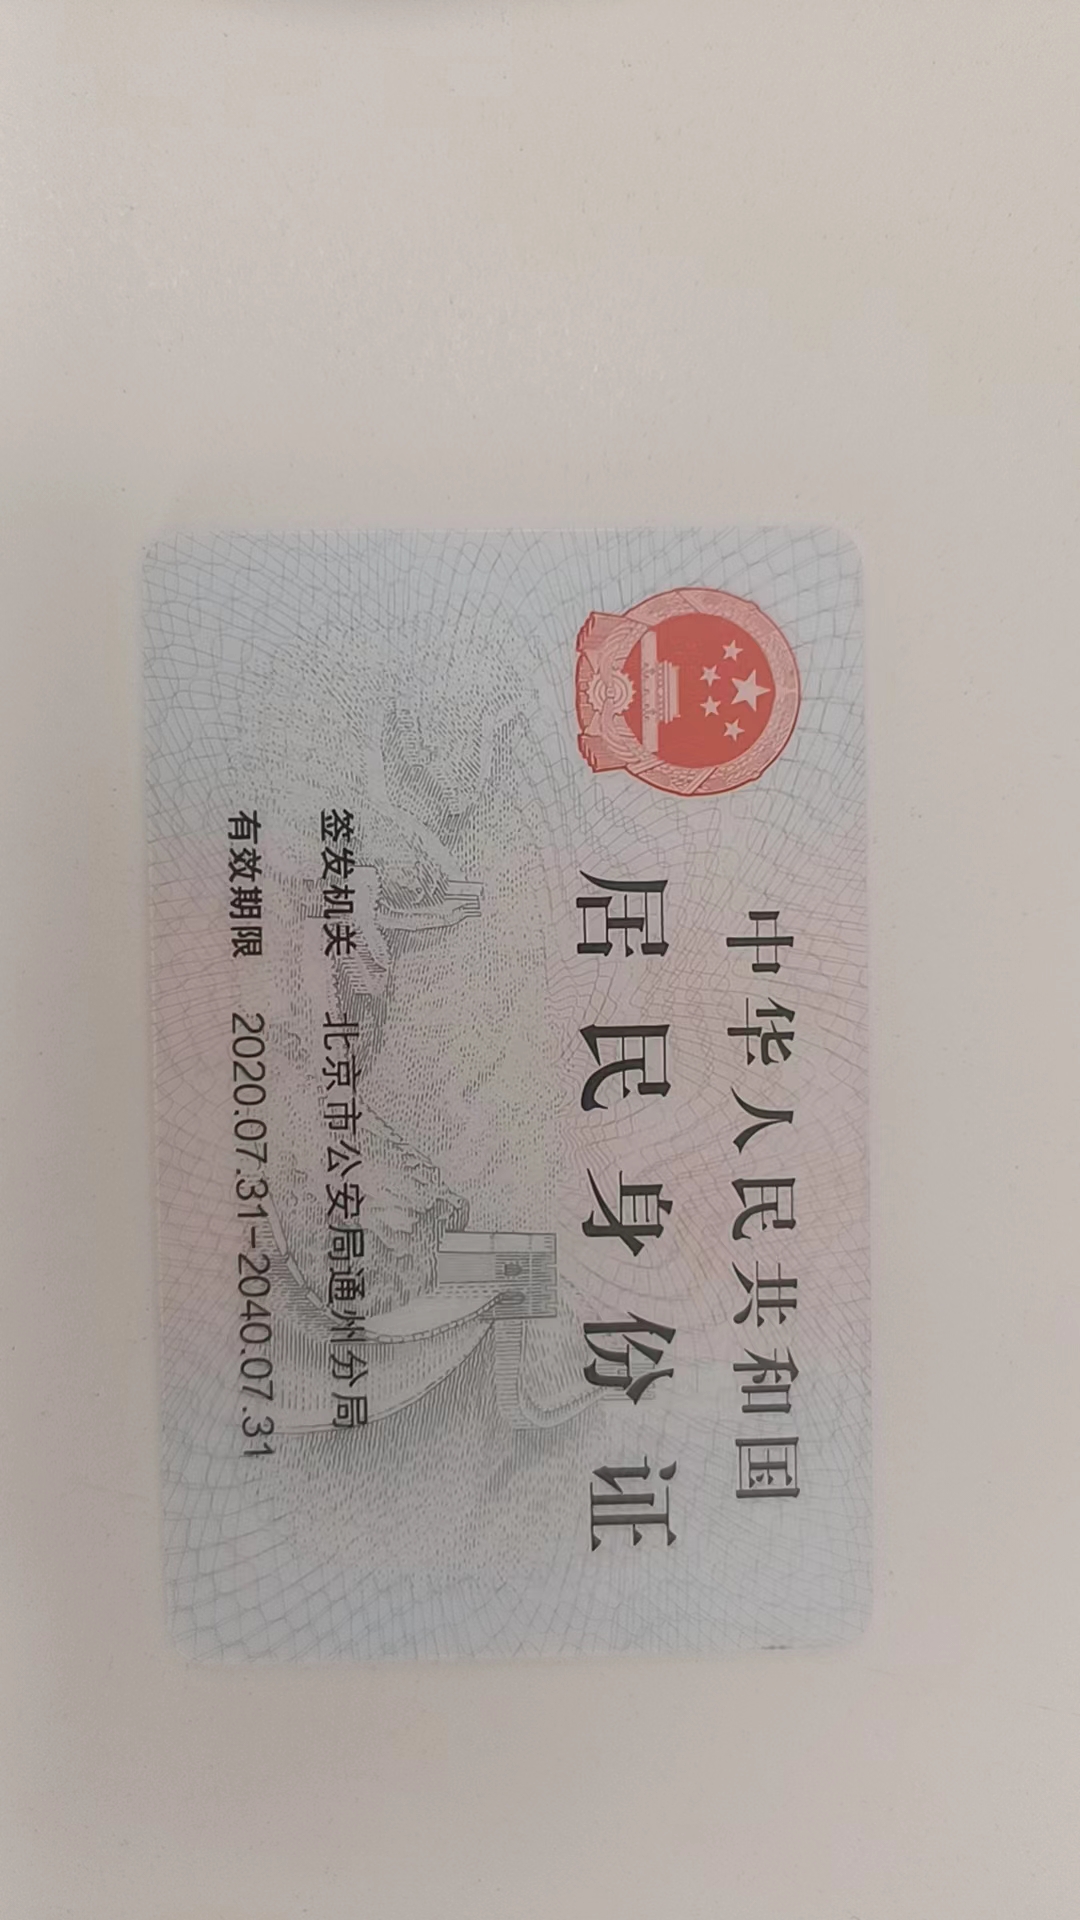 中华人民共和国
居民身份证
签发机关 北京市公安局通州分局
有效期限 2020.07.31-2040.07.31